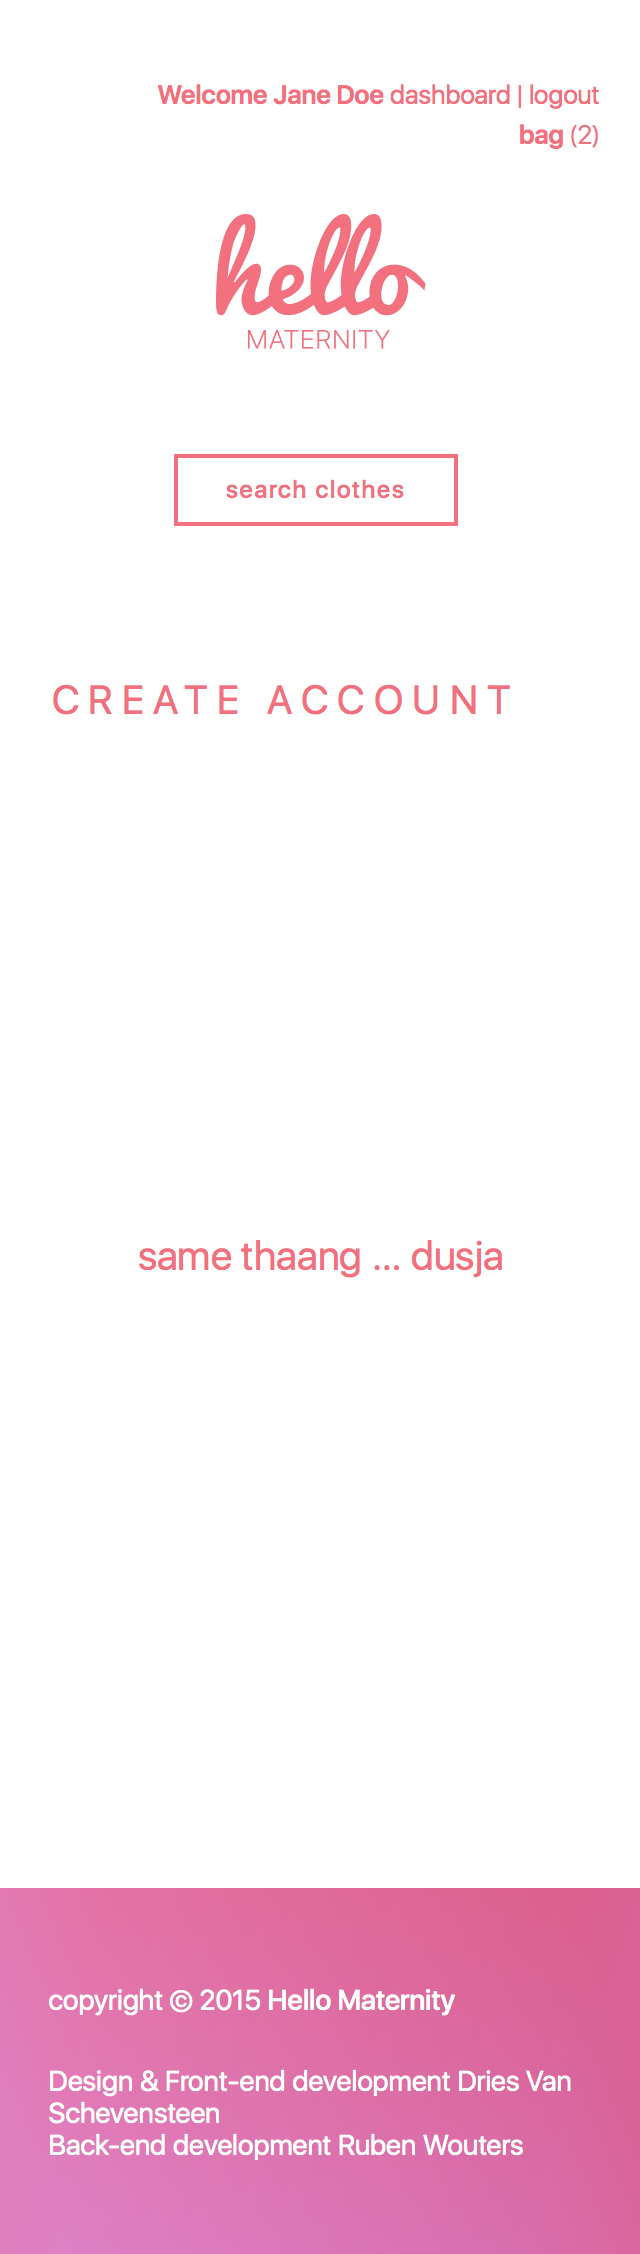 Welcome Jane Doe dashboard | logout
bag (2)
hello
MATERNITY
search clothes
CREATE ACCOUNT
same thaang ... dusja
copyright © 2015 Hello Maternity
Design & Front-end development Dries Van
Schevensteen
Back-end development Ruben Wouters